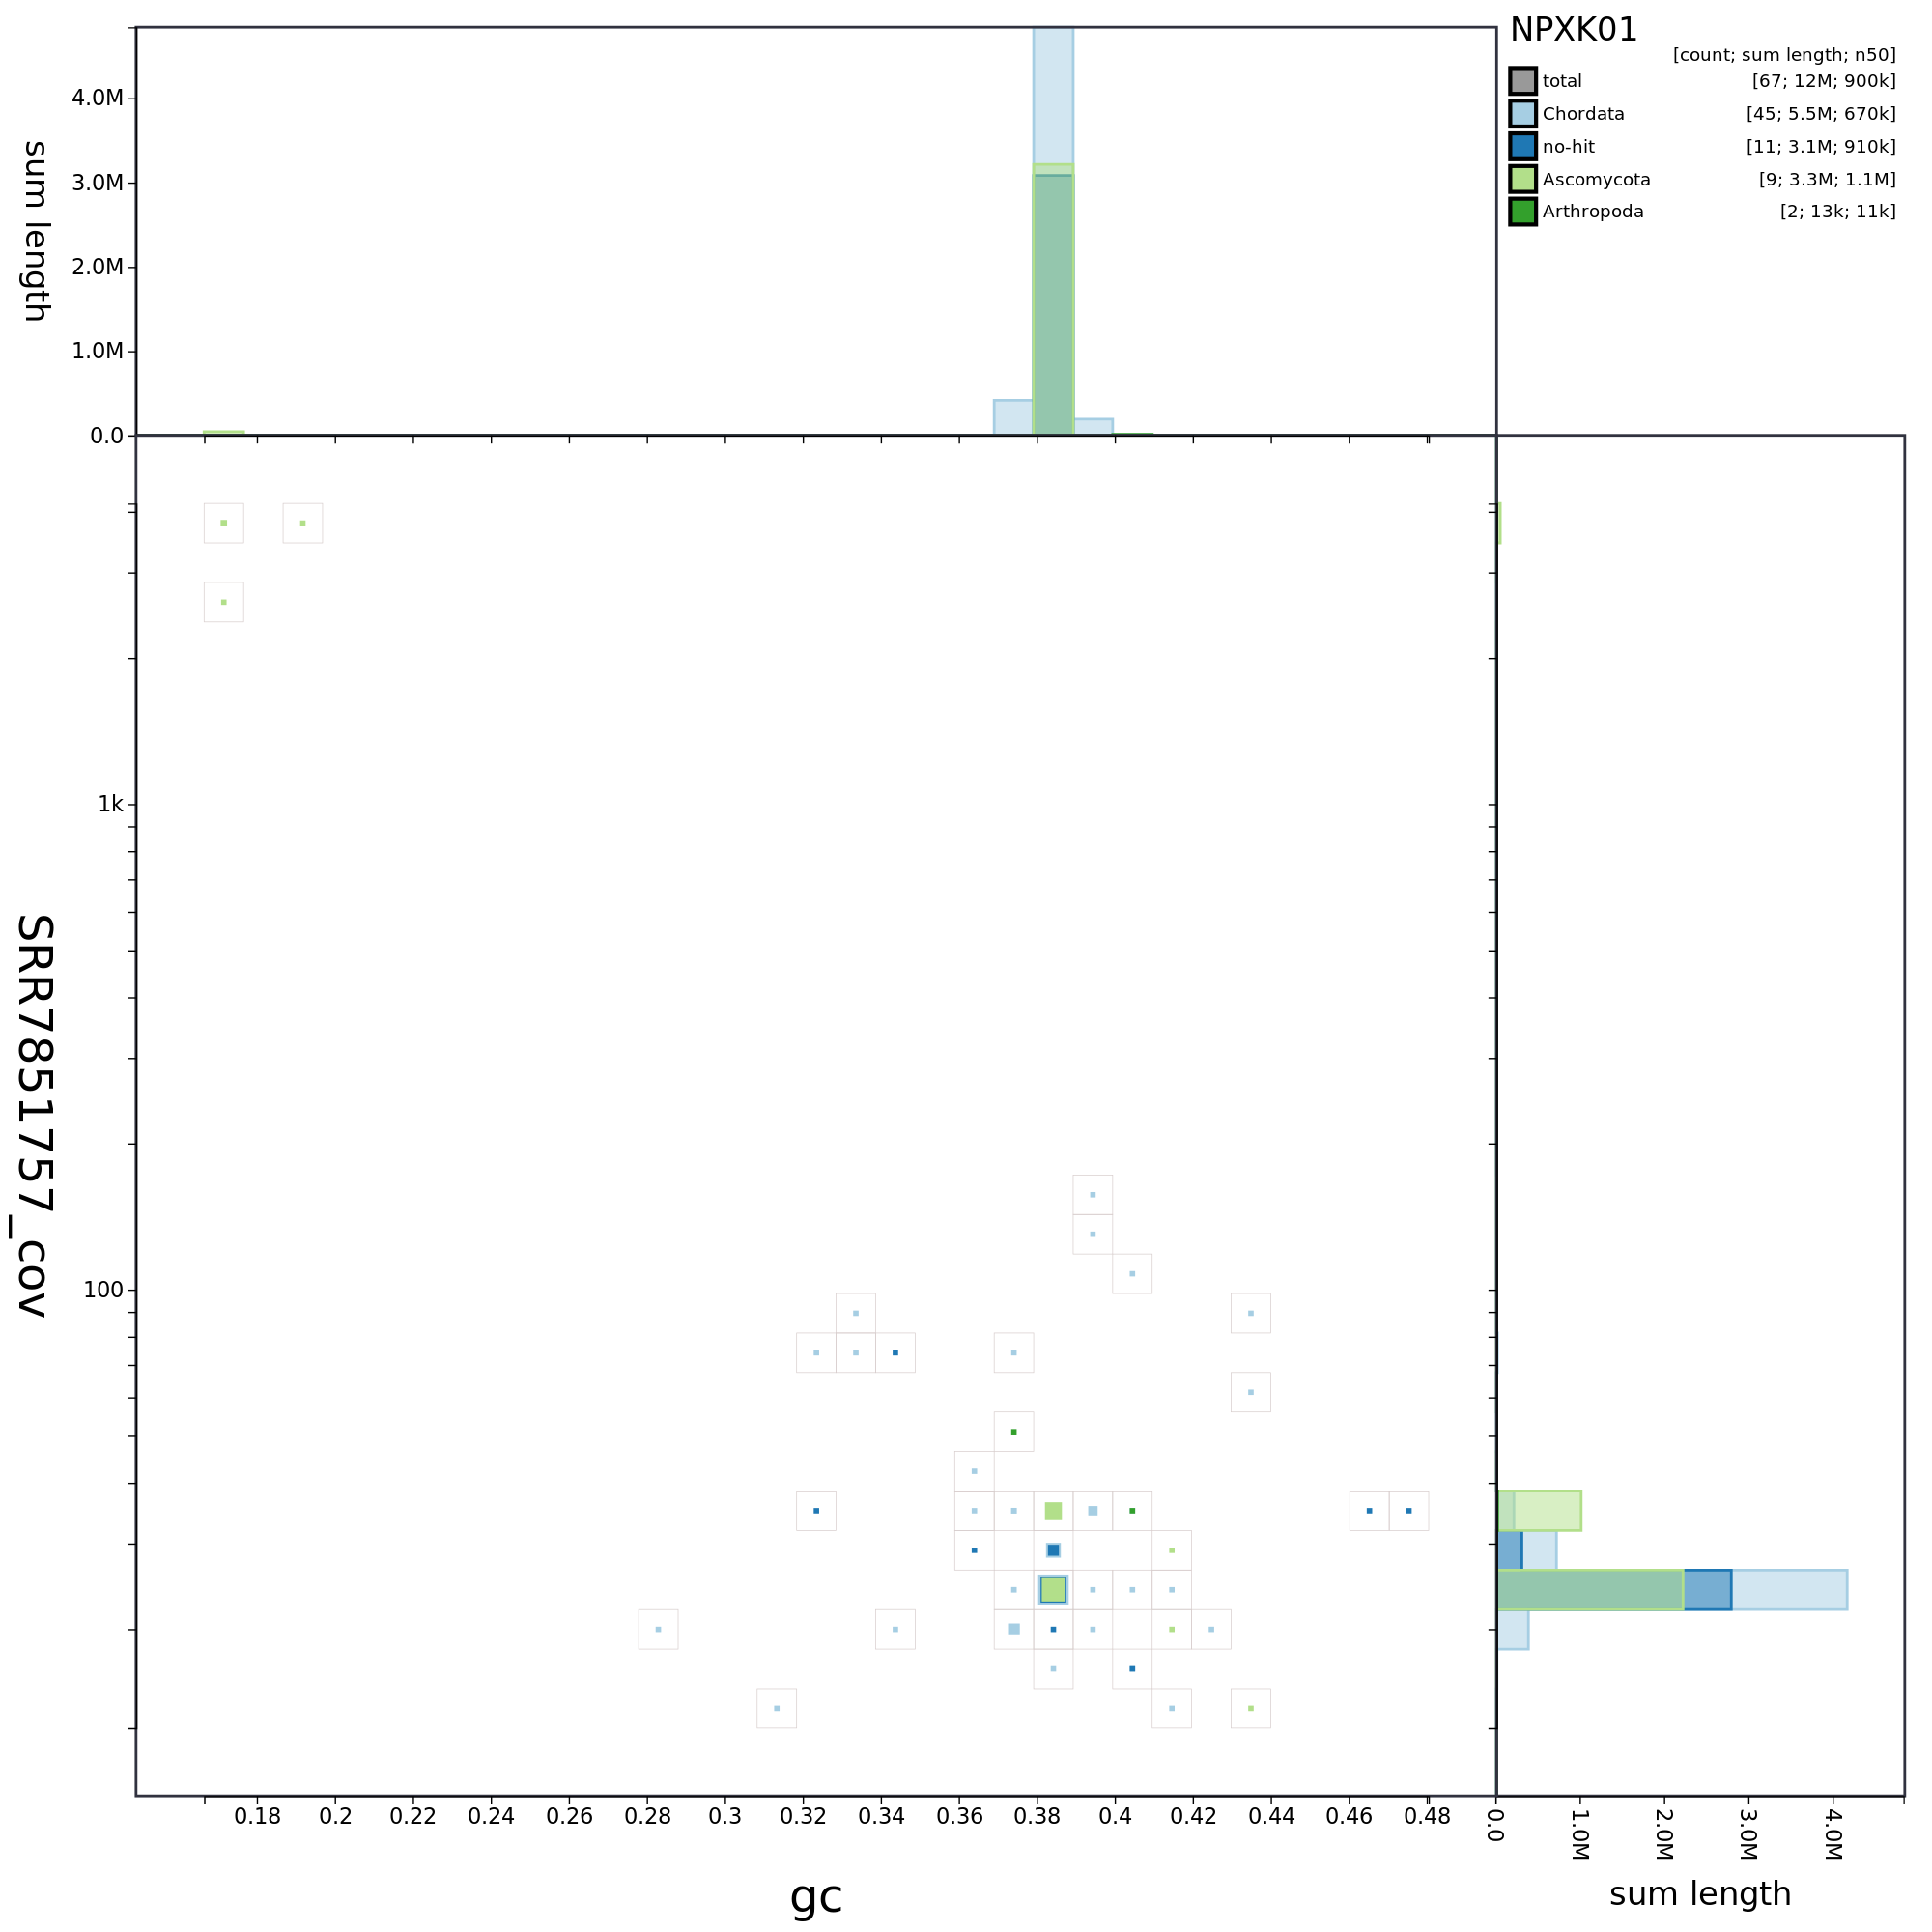 NPXK01
[count; sum length; n50]
total [67; 12M; 900k]
Chordata [45; 5.5M; 670k]
no-hit [11; 3.1M; 910k]
Ascomycota [9; 3.3M; 1.1M]
Arthropoda [2; 13k; 11k]
sum length
4.0M
3.0M
2.0M
1.0M
0.0
SRR7851757_cov
1k
100
0.18 0.2 0.22 0.24 0.26 0.28 0.3 0.32 0.34 0.36 0.38 0.4 0.42 0.44 0.46 0.48
gc
0.0 1.0M 2.0M 3.0M 4.0M
sum length